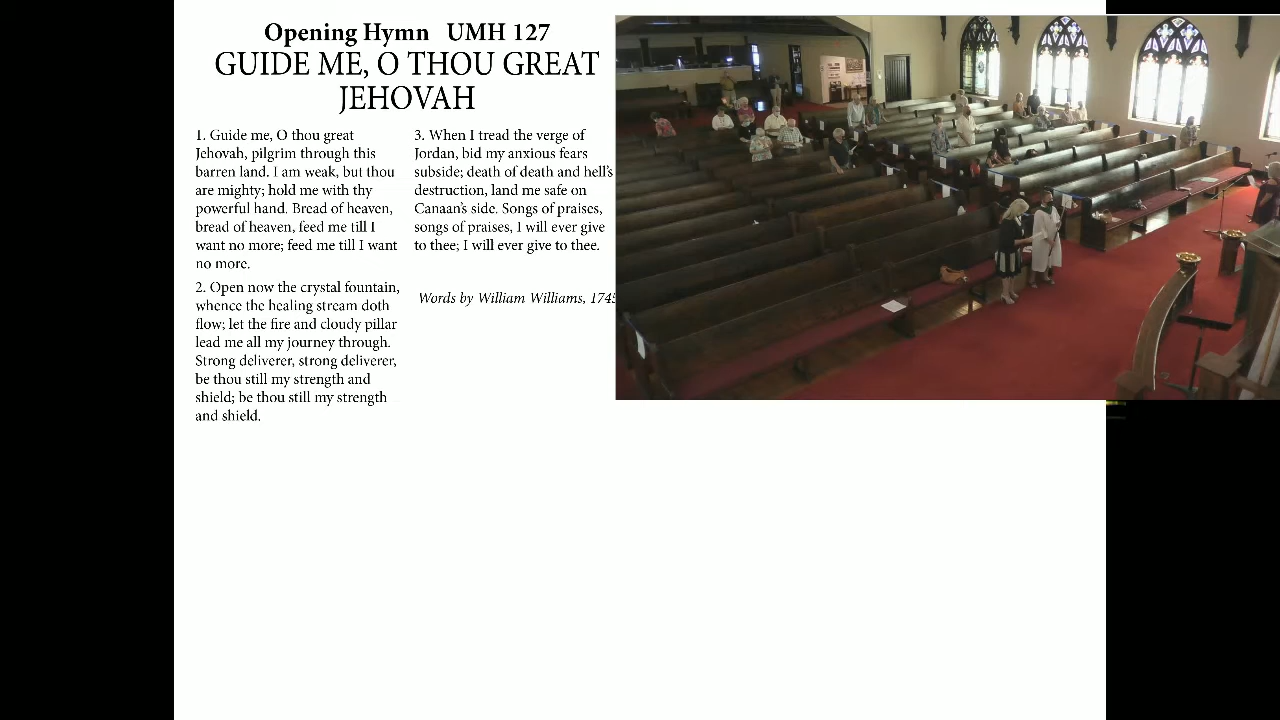 Opening Hymn UMH 127
GUIDE ME, O THOU GREAT
JEHOVAH
1. Guide me, O thou great
Jehovah, pilgrim through this
barren land. I am weak, but thou
are mighty; hold me with thy
powerful hand. Bread of heaven,
bread of heaven, feed me till I
want no more; feed me till I want
no more.
2. Open now the crystal fountain,
whence the healing stream doth
flow; let the fire and cloudy pillar
lead me all my journey through.
Strong deliverer, strong deliverer,
be thou still my strength and
shield; be thou still my strength
and shield.
3. When I tread the verge of
Jordan, bid my anxious fears
subside; death of death and hell's
destruction, land me safe on
Canaan's side. Songs of praises,
songs of praises, I will ever give
to thee; I will ever give to thee.
Words by William Williams, 1745